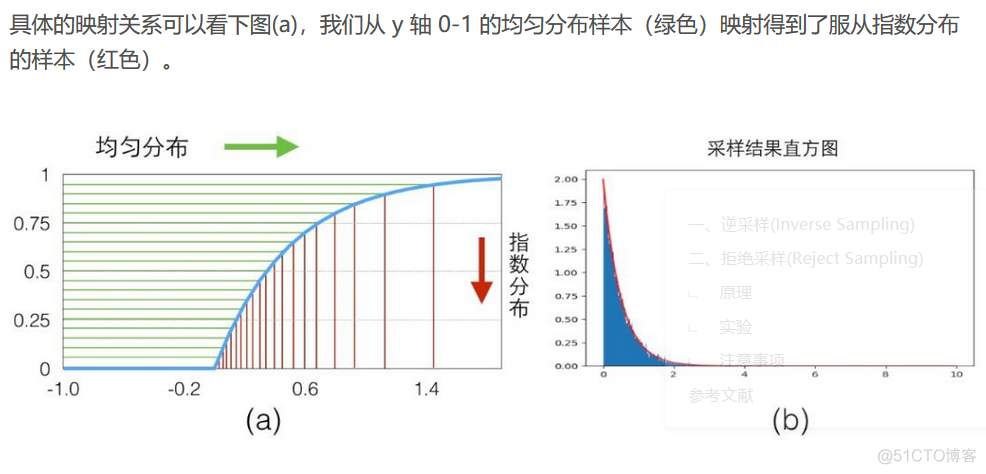 具体的映射关系可以看下图(a)，我们从 y 轴 0-1 的均匀分布样本（绿色）映射得到了服从指数分布
的样本（红色）。
均匀分布
1
0.75
0.5
0.25
0
-1.0
-0.2
0.6
1.4
指数分布
(a)
采样结果直方图
2.00
1.75
1.50
1.25
1.00
0.75
0.50
0.25
0.00
0
2
4
6
8
10
一、逆采样(Inverse Sampling)
二、拒绝采样(Reject Sampling)
原理
实验
注意事项
参考文献
(b)
@51CTO博客